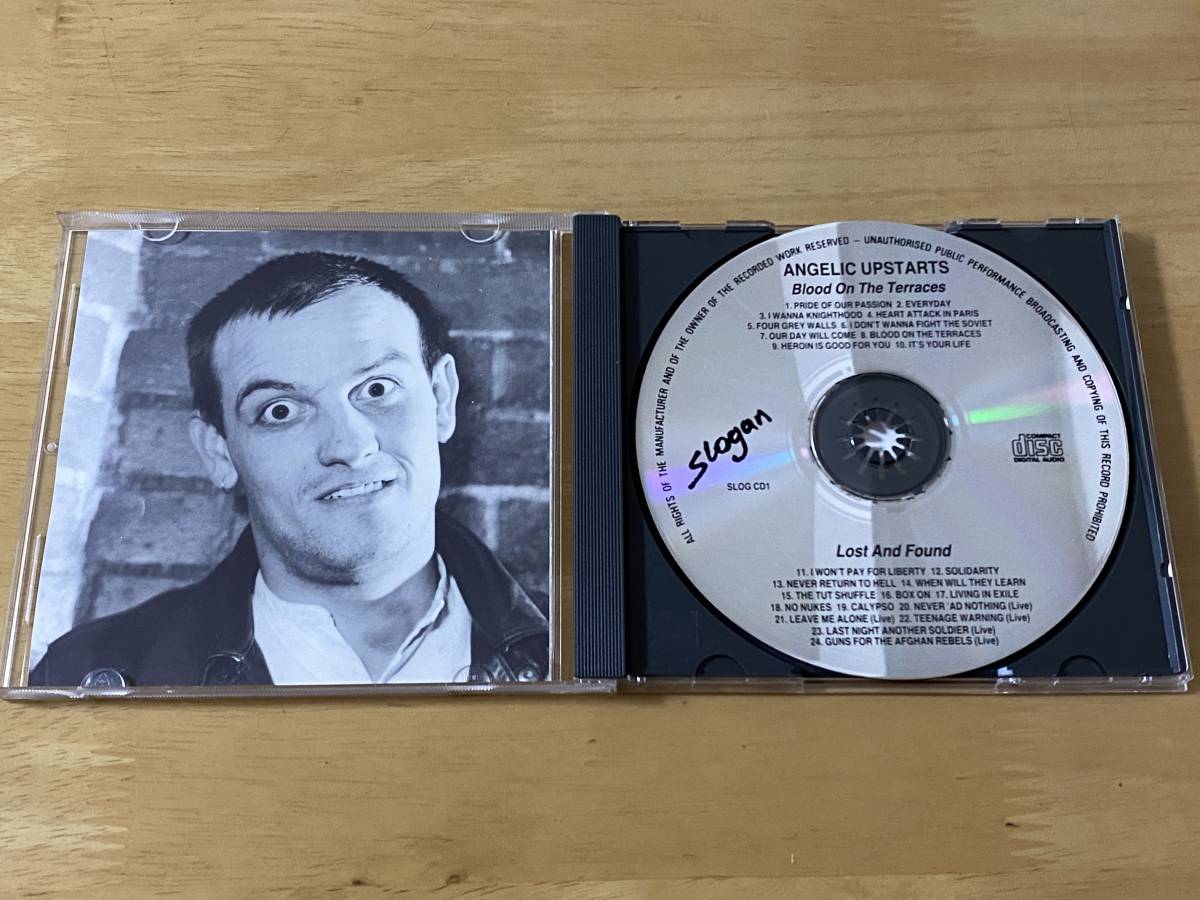 ALL RIGHTS OF THE MANUFACTURER AND OF THE OWNER OF THE RECORDED WORK RESERVED – UNAUTHORISED PUBLIC PERFORMANCE BROADCASTING AND COPYING OF THIS RECORD PROHIBITED
ANGELIC UPSTARTS
Blood On The Terraces
1. PRIDE OF OUR PASSION 2. EVERYDAY
3. I WANNA KNIGHTHOOD 4. HEART ATTACK IN PARIS
5. FOUR GREY WALLS 6. I DON'T WANNA FIGHT THE SOVIET
7. OUR DAY WILL COME 8. BLOOD ON THE TERRACES
9. HEROIN IS GOOD FOR YOU 10. IT'S YOUR LIFE
Slogan
SLOG CD1
COMPACT
disc
DIGITAL AUDIO
Lost And Found
11. I WON'T PAY FOR LIBERTY 12. SOLIDARITY
13. NEVER RETURN TO HELL 14. WHEN WILL THEY LEARN
15. THE TUT SHUFFLE 16. BOX ON 17. LIVING IN EXILE
18. NO NUKES 19. CALYPSO 20. NEVER 'AD NOTHING (Live)
21. LEAVE ME ALONE (Live) 22. TEENAGE WARNING (Live)
23. LAST NIGHT ANOTHER SOLDIER (Live)
24. GUNS FOR THE AFGHAN REBELS (Live)